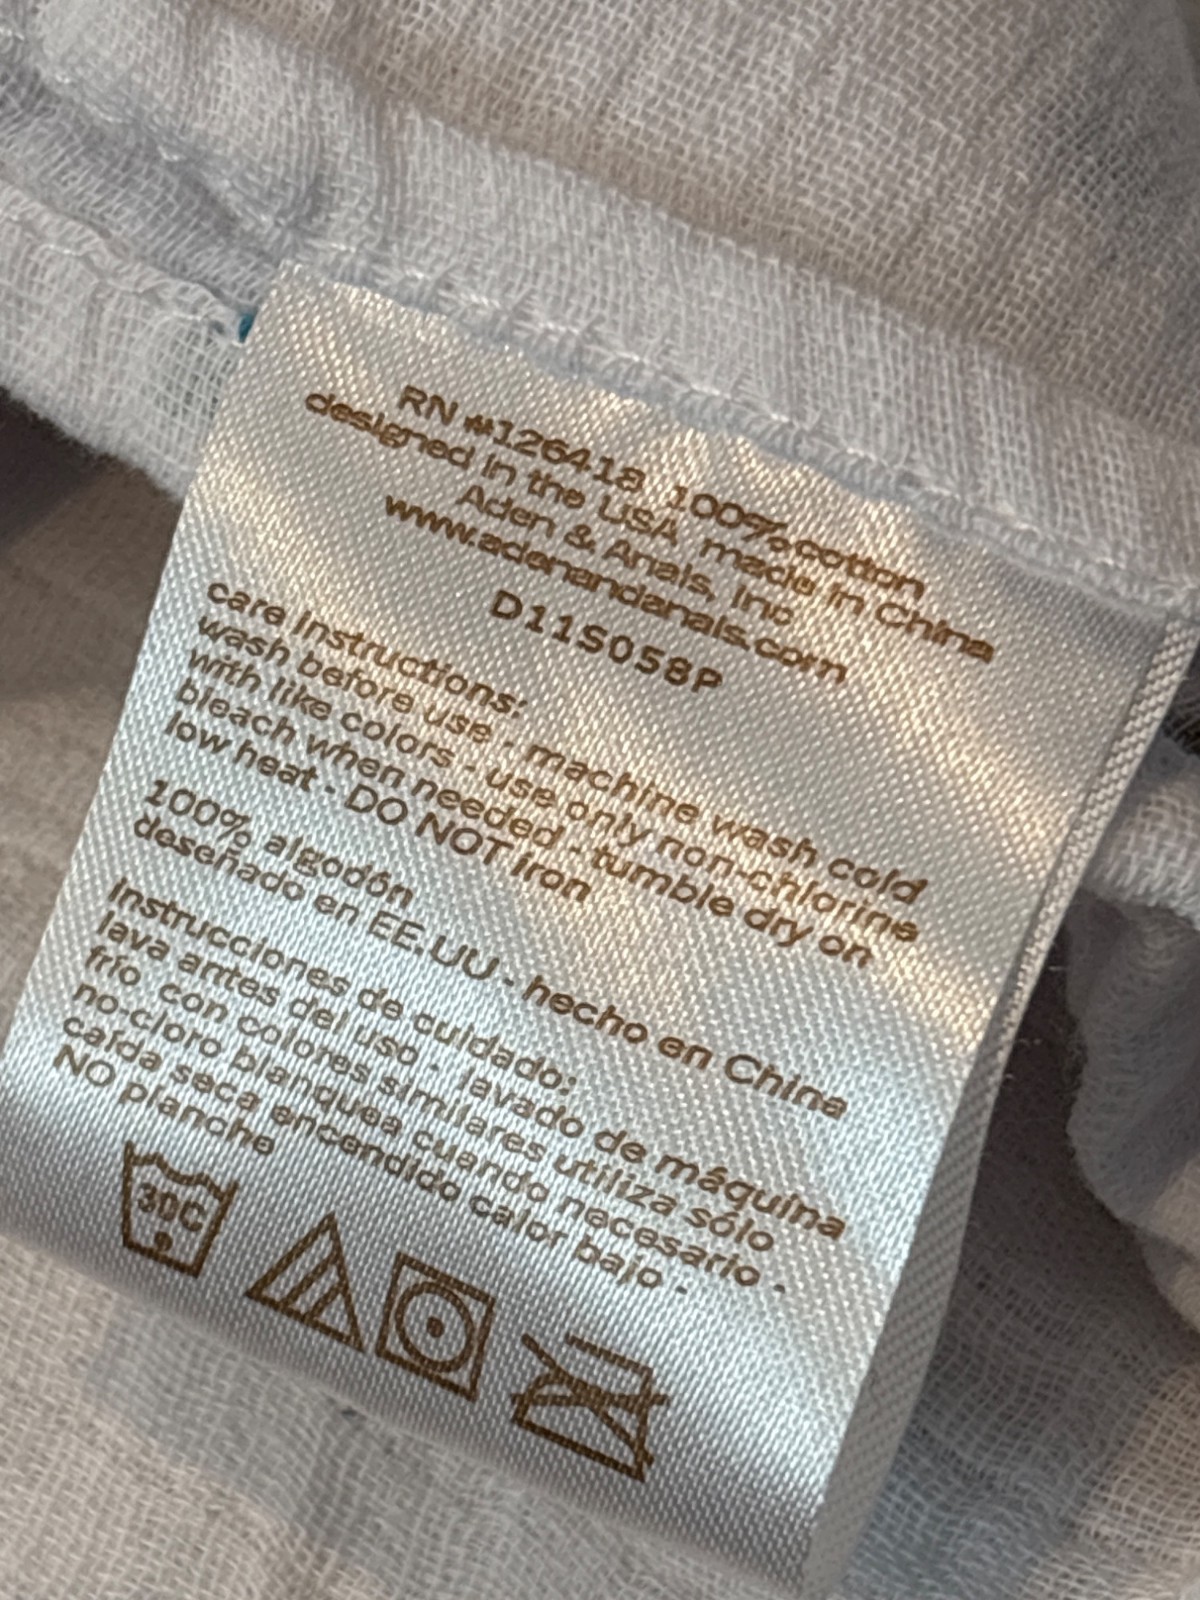 RN #126418 100% cotton
designed in the USA made in China
Aden & Anais, Inc
www.adenandanais.com
D11S058P
care instructions:
wash before use - machine wash cold
with like colors - use only non-chlorine
bleach when needed - tumble dry on
low heat - DO NOT iron
100% algodón
deseñado en EE.UU - hecho en China
Instrucciones de cuidado:
lava antes del uso - lavado de máquina
frío con colores similares utiliza sólo
no-cloro blanquea cuando necesario -
caída seca encendido calor bajo -
NO planche
30C